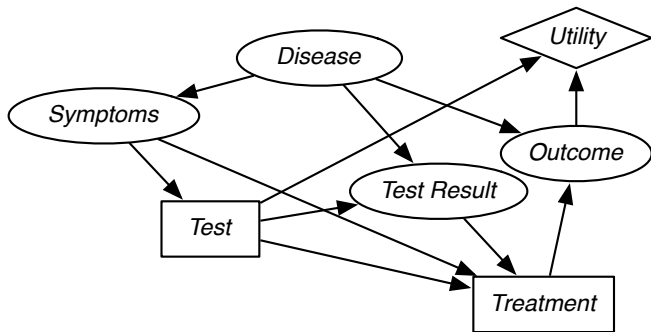 Utility
Disease
Symptoms
Outcome
Test Result
Test
Treatment